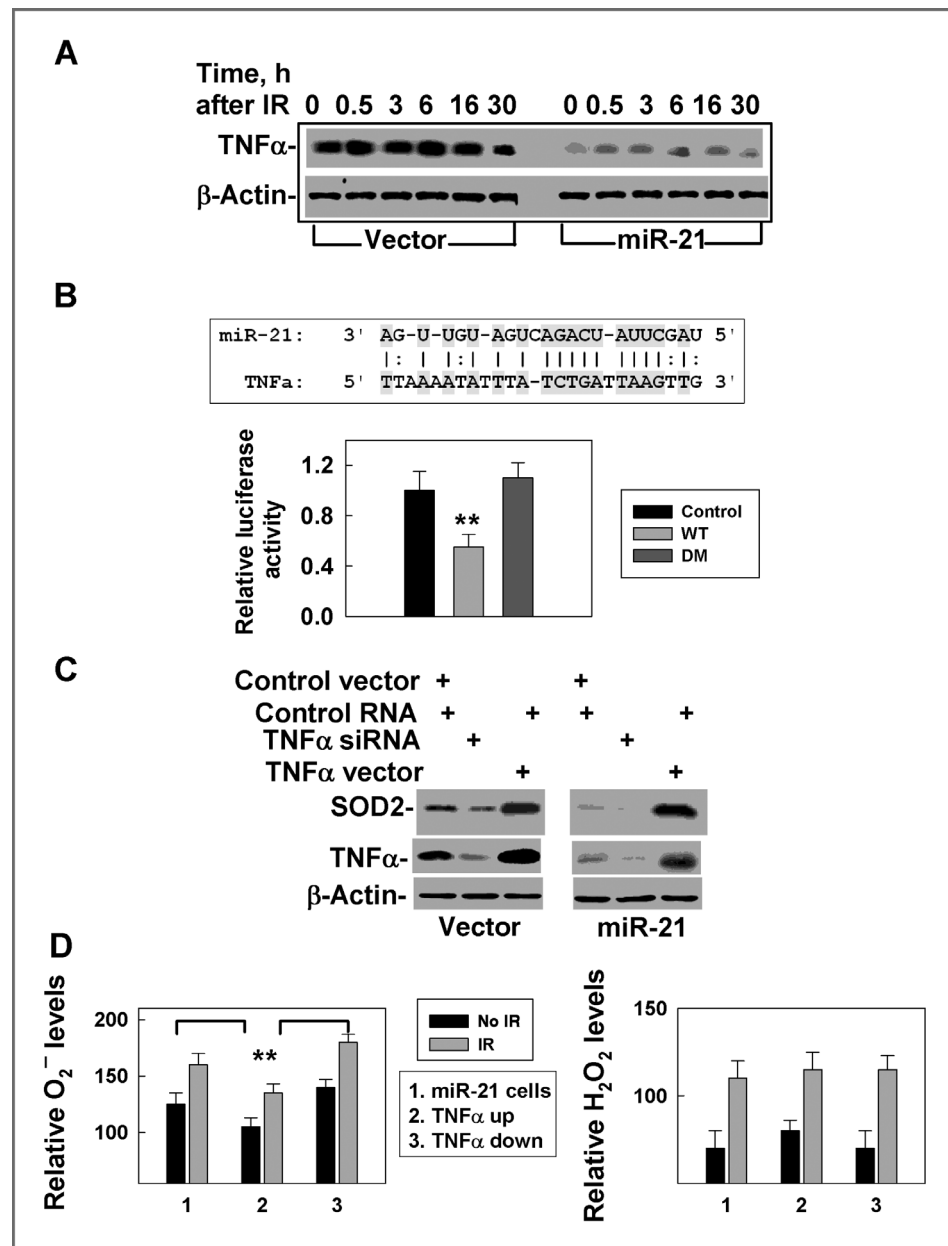 A
Time, h
after IR
0 0.5 3 6 16 30 0 0.5 3 6 16 30
TNFα-
β-Actin-
Vector miR-21
B
miR-21: 3' AG-U-UGU-AGUCAGACU-AUUCGAU 5'
|: | |:| | | ||||| ||||:|:
TNFa: 5' TTAAAATATTTA-TCTGATTAAGTTG 3'
Relative luciferase
activity
1.2
0.8
0.4
0.0
**
Control
WT
DM
C
Control vector + +
Control RNA + + + +
TNFα siRNA + +
TNFα vector + +
SOD2-
TNFα-
β-Actin-
Vector miR-21
D
Relative O2− levels
200
150
100
**
1 2 3
No IR
IR
1. miR-21 cells
2. TNFα up
3. TNFα down
Relative H2O2 levels
150
100
1 2 3